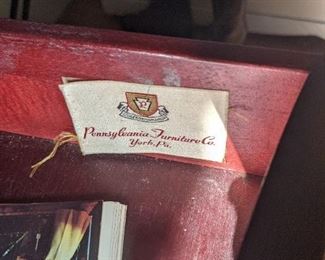 Pennsylvania Furniture Co.
York, Pa.